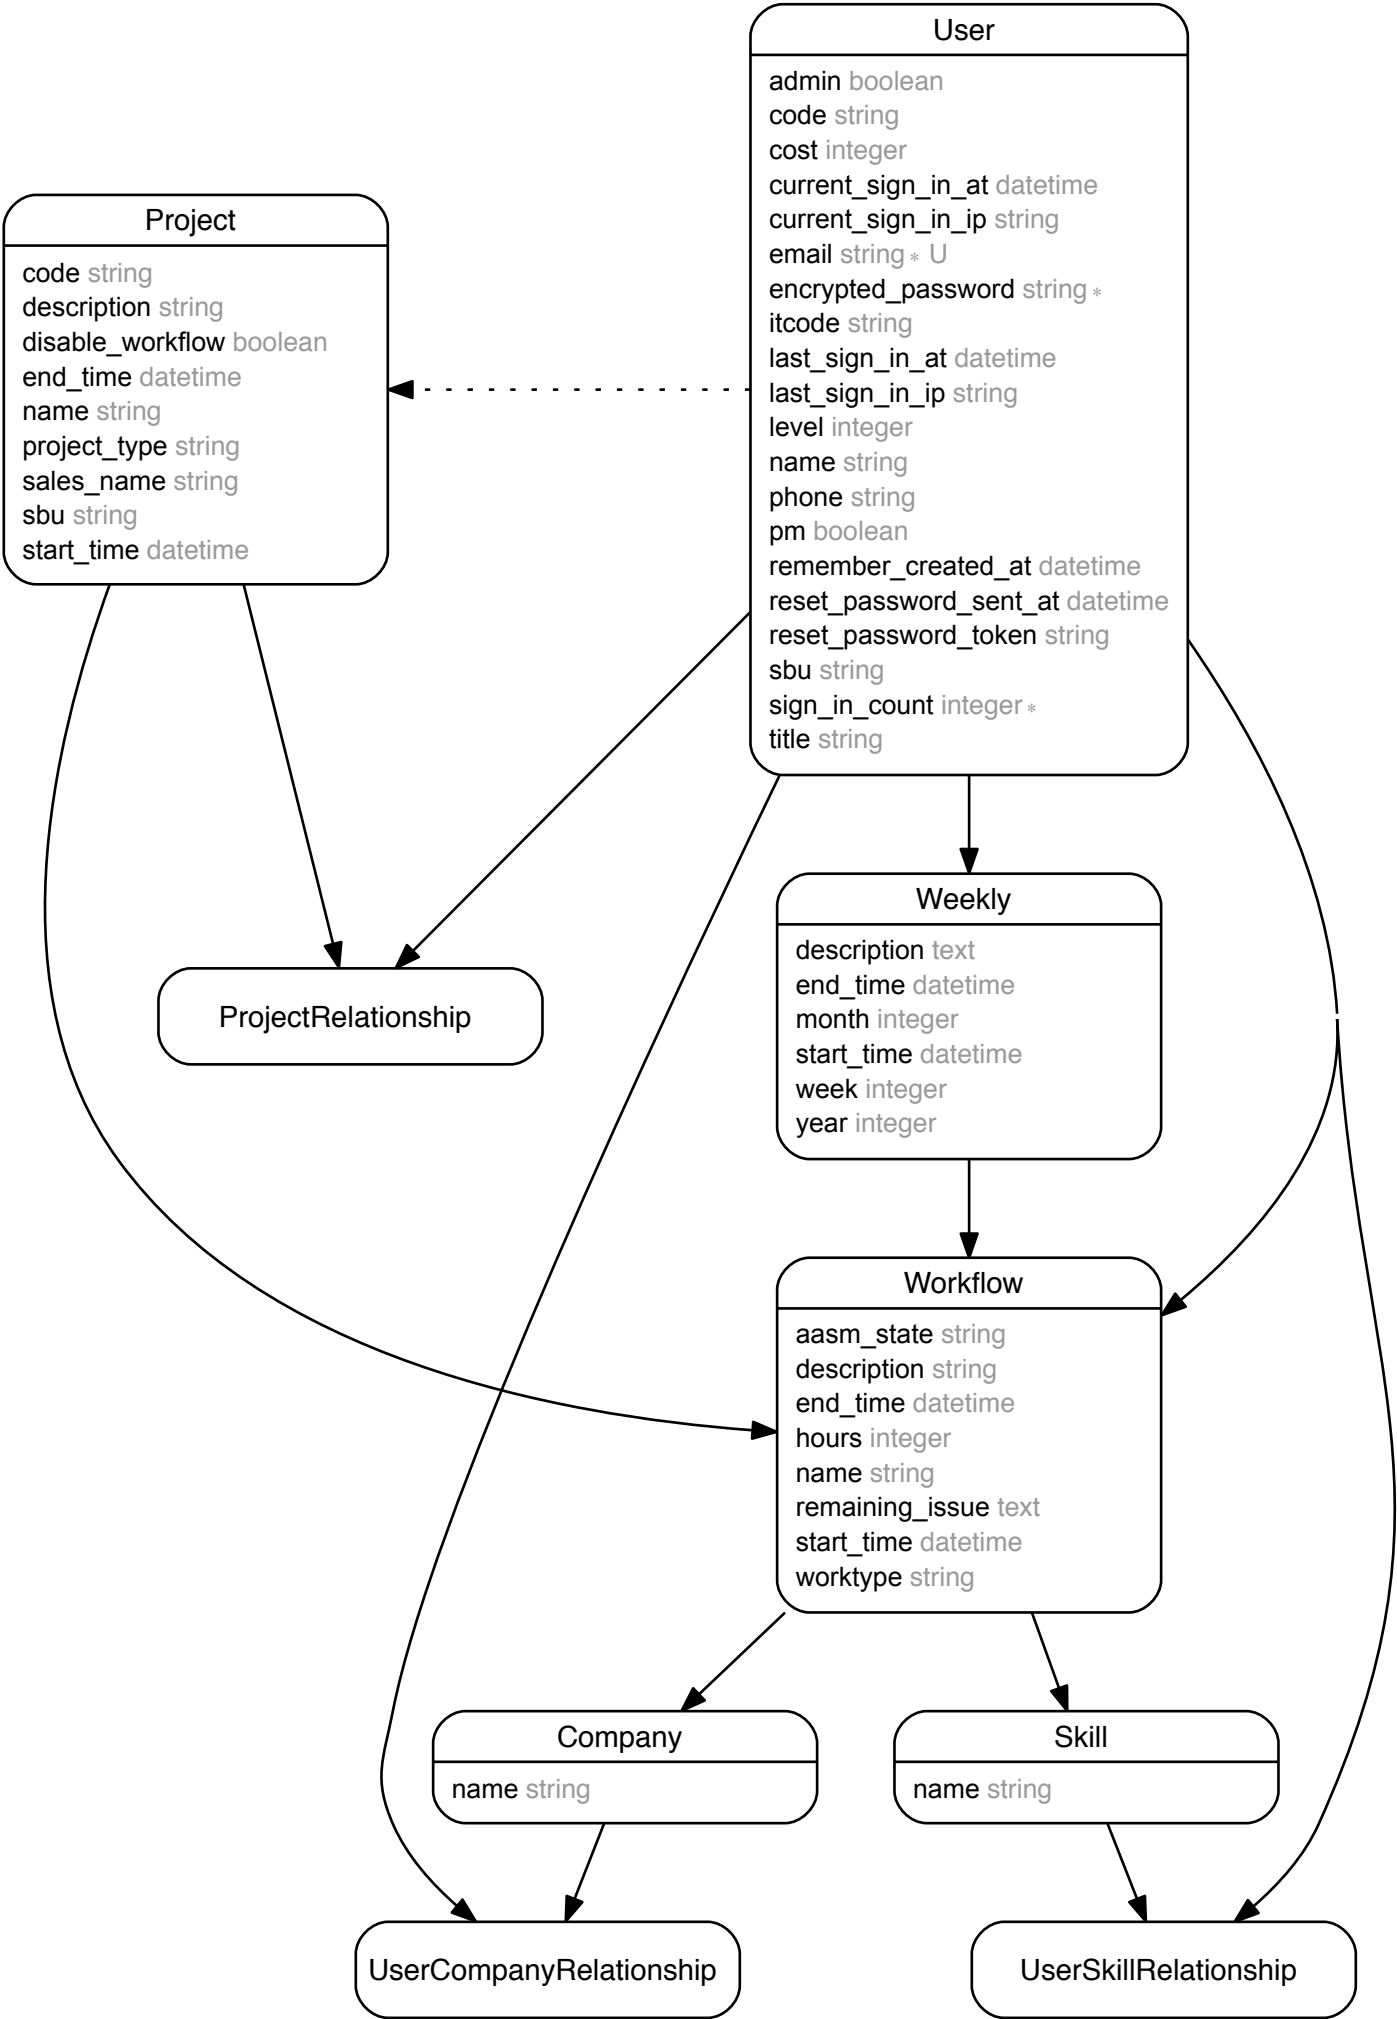 User
admin boolean
code string
cost integer
current_sign_in_at datetime
current_sign_in_ip string
email string * U
encrypted_password string *
itcode string
last_sign_in_at datetime
last_sign_in_ip string
level integer
name string
phone string
pm boolean
remember_created_at datetime
reset_password_sent_at datetime
reset_password_token string
sbu string
sign_in_count integer *
title string
Project
code string
description string
disable_workflow boolean
end_time datetime
name string
project_type string
sales_name string
sbu string
start_time datetime
Weekly
description text
end_time datetime
month integer
start_time datetime
week integer
year integer
ProjectRelationship
Workflow
aasm_state string
description string
end_time datetime
hours integer
name string
remaining_issue text
start_time datetime
worktype string
Company
name string
Skill
name string
UserCompanyRelationship
UserSkillRelationship